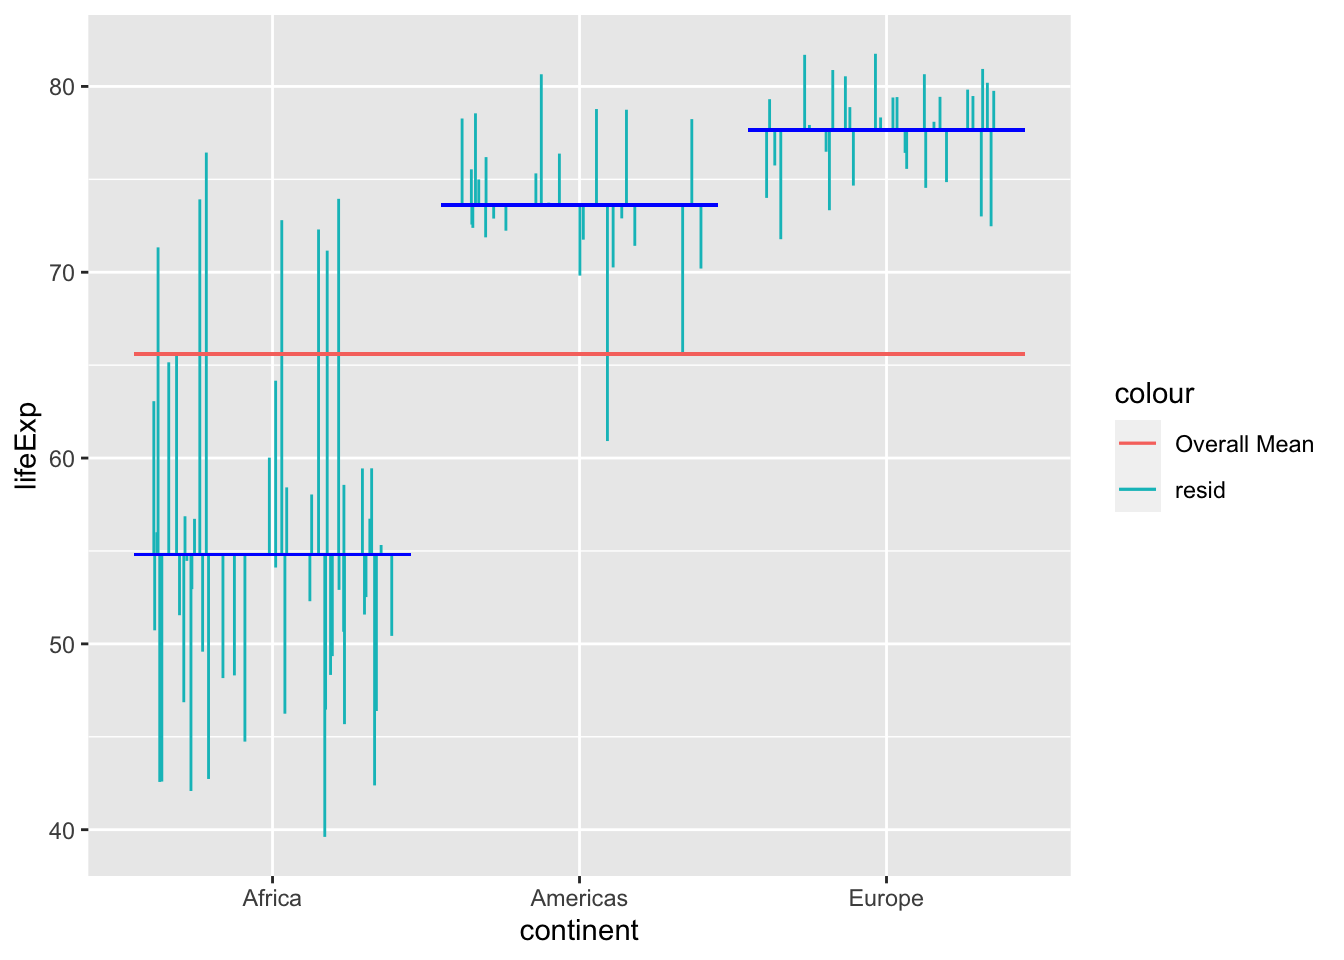 80
70
60
50
40
lifeExp
Africa
Americas
Europe
continent
colour
Overall Mean
resid